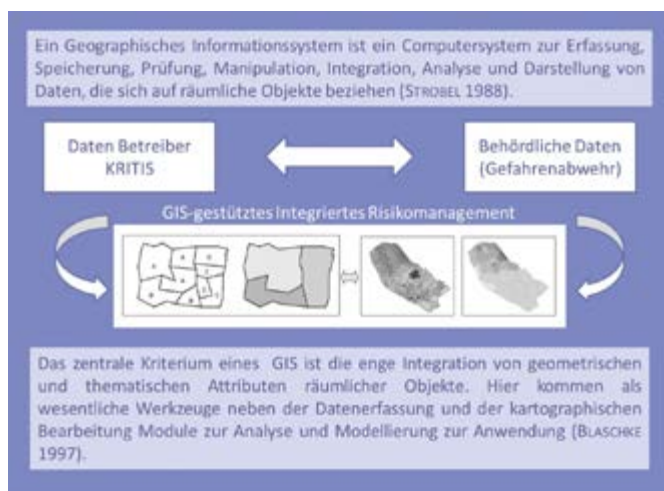 Ein Geographisches Informationssystem ist ein Computersystem zur Erfassung,
Speicherung, Prüfung, Manipulation, Integration, Analyse und Darstellung von
Daten, die sich auf räumliche Objekte beziehen (STROBEL 1988).
Daten Betreiber
KRITIS
Behördliche Daten
(Gefahrenabwehr)
GIS-gestütztes Integriertes Risikomanagement
Das zentrale Kriterium eines GIS ist die enge Integration von geometrischen
und thematischen Attributen räumlicher Objekte. Hier kommen als
wesentliche Werkzeuge neben der Datenerfassung und der kartographischen
Bearbeitung Module zur Analyse und Modellierung zur Anwendung (BLASCHKE
1997).